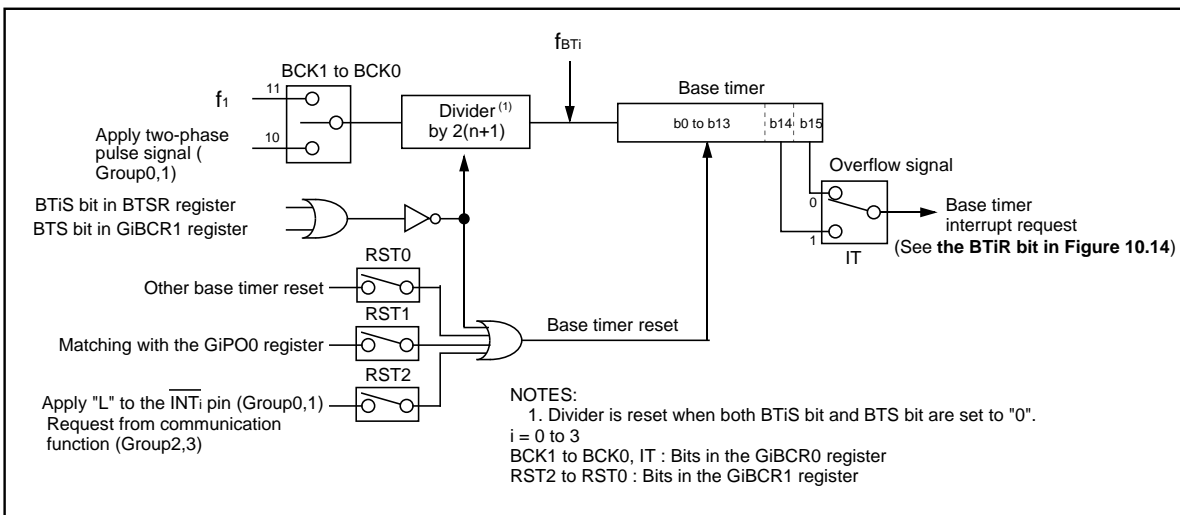 fBTi
BCK1 to BCK0
11
f1
10
Apply two-phase
pulse signal (
Group0,1)
Divider (1)
by 2(n+1)
Base timer
b0 to b13
b14
b15
Overflow signal
0
1
IT
Base timer
interrupt request
(See the BTiR bit in Figure 10.14)
BTiS bit in BTSR register
BTS bit in GiBCR1 register
RST0
Other base timer reset
RST1
Matching with the GiPO0 register
RST2
Apply "L" to the INTi pin (Group0,1)
Request from communication
function (Group2,3)
Base timer reset
NOTES:
1. Divider is reset when both BTiS bit and BTS bit are set to "0".
i = 0 to 3
BCK1 to BCK0, IT : Bits in the GiBCR0 register
RST2 to RST0 : Bits in the GiBCR1 register